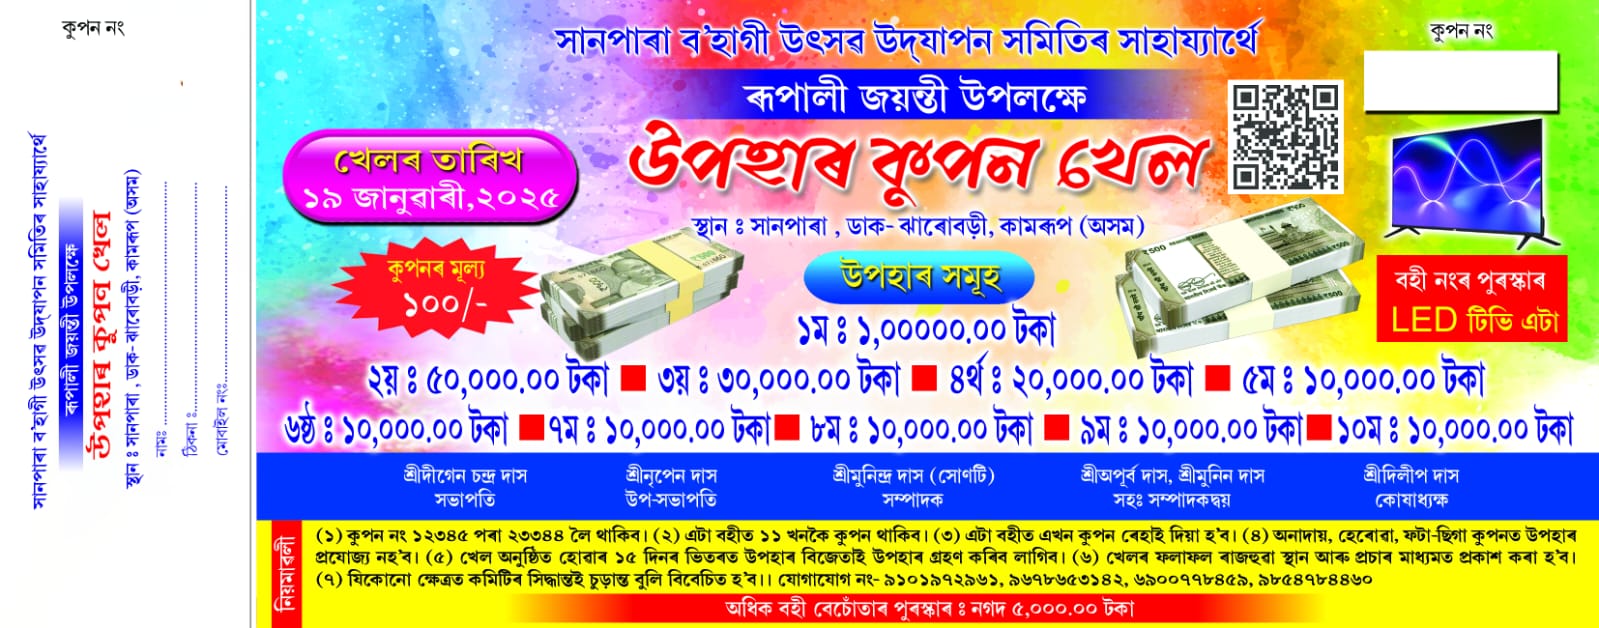 কুপন নং
সানপাৰা ব'হাগী উৎসৱ উদ্‌যাপন সমিতিৰ সাহায্যাৰ্থে
ৰূপালী জয়ন্তী উপলক্ষে
উপহাৰ কুপন খেল
স্থান ঃ সানপাৰা , ডাক- ঝাৰোবড়ী, কামৰূপ (অসম)
নামঃ ........................................
ঠিকনা ঃ........................................
মোবাইল নংঃ........................................
সানপাৰা ব'হাগী উৎসৱ উদ্‌যাপন সমিতিৰ সাহায্যাৰ্থে
কুপন নং
ৰূপালী জয়ন্তী উপলক্ষে
খেলৰ তাৰিখ
১৯ জানুৱাৰী,২০২৫
উপহাৰ কুপন খেল
স্থান ঃ সানপাৰা , ডাক- ঝাৰোবড়ী, কামৰূপ (অসম)
কুপনৰ মূল্য
১০০/-
উপহাৰ সমূহ
বহী নংৰ পুৰস্কাৰ
LED টিভি এটা
১ম ঃ ১,০০০০০.০০ টকা
২য় ঃ ৫০,০০০.০০ টকা ■ ৩য় ঃ ৩০,০০০.০০ টকা ■ ৪ৰ্থ ঃ ২০,০০০.০০ টকা ■ ৫ম ঃ ১০,০০০.০০ টকা
৬ষ্ঠ ঃ ১০,০০০.০০ টকা ■ ৭ম ঃ ১০,০০০.০০ টকা ■ ৮ম ঃ ১০,০০০.০০ টকা ■ ৯ম ঃ ১০,০০০.০০ টকা ■ ১০ম ঃ ১০,০০০.০০ টকা
শ্ৰীদীগেন চন্দ্ৰ দাস শ্ৰীনৃপেন দাস শ্ৰীমুনিন্দ্ৰ দাস (সোণটি) শ্ৰীঅপূৰ্ব দাস, শ্ৰীমুনিন দাস শ্ৰীদিলীপ দাস
সভাপতি উপ-সভাপতি সম্পাদক সহঃ সম্পাদকদ্বয় কোষাধ্যক্ষ
নিয়মাৱলী
(১) কুপন নং ১২৩৪৫ পৰা ২৩৩৪৪ লৈ থাকিব। (২) এটা বহীত ১১ খনকৈ কুপন থাকিব। (৩) এটা বহীত এখন কুপন ৰেহাই দিয়া হ'ব। (৪) অনাদায়, হেৰোৱা, ফটা-ছিগা কুপনত উপহাৰ
প্ৰযোজ্য নহ'ব। (৫) খেল অনুষ্ঠিত হোৱাৰ ১৫ দিনৰ ভিতৰত উপহাৰ বিজেতাই উপহাৰ গ্ৰহণ কৰিব লাগিব। (৬) খেলৰ ফলাফল ৰাজহুৱা স্থান আৰু প্ৰচাৰ মাধ্যমত প্ৰকাশ কৰা হ'ব।
(৭) যিকোনো ক্ষেত্ৰত কমিটিৰ সিদ্ধান্তই চুড়ান্ত বুলি বিবেচিত হ'ব।। যোগাযোগ নং- ৯১০১৯৭২৯৬১, ৯৬৭৮৬৫৩১৪২, ৬৯০০৭৭৮৪৫৯, ৯৮৫৪৭৮৪৪৬০
অধিক বহী বেচোঁতাৰ পুৰস্কাৰ ঃ নগদ ৫,০০০.০০ টকা